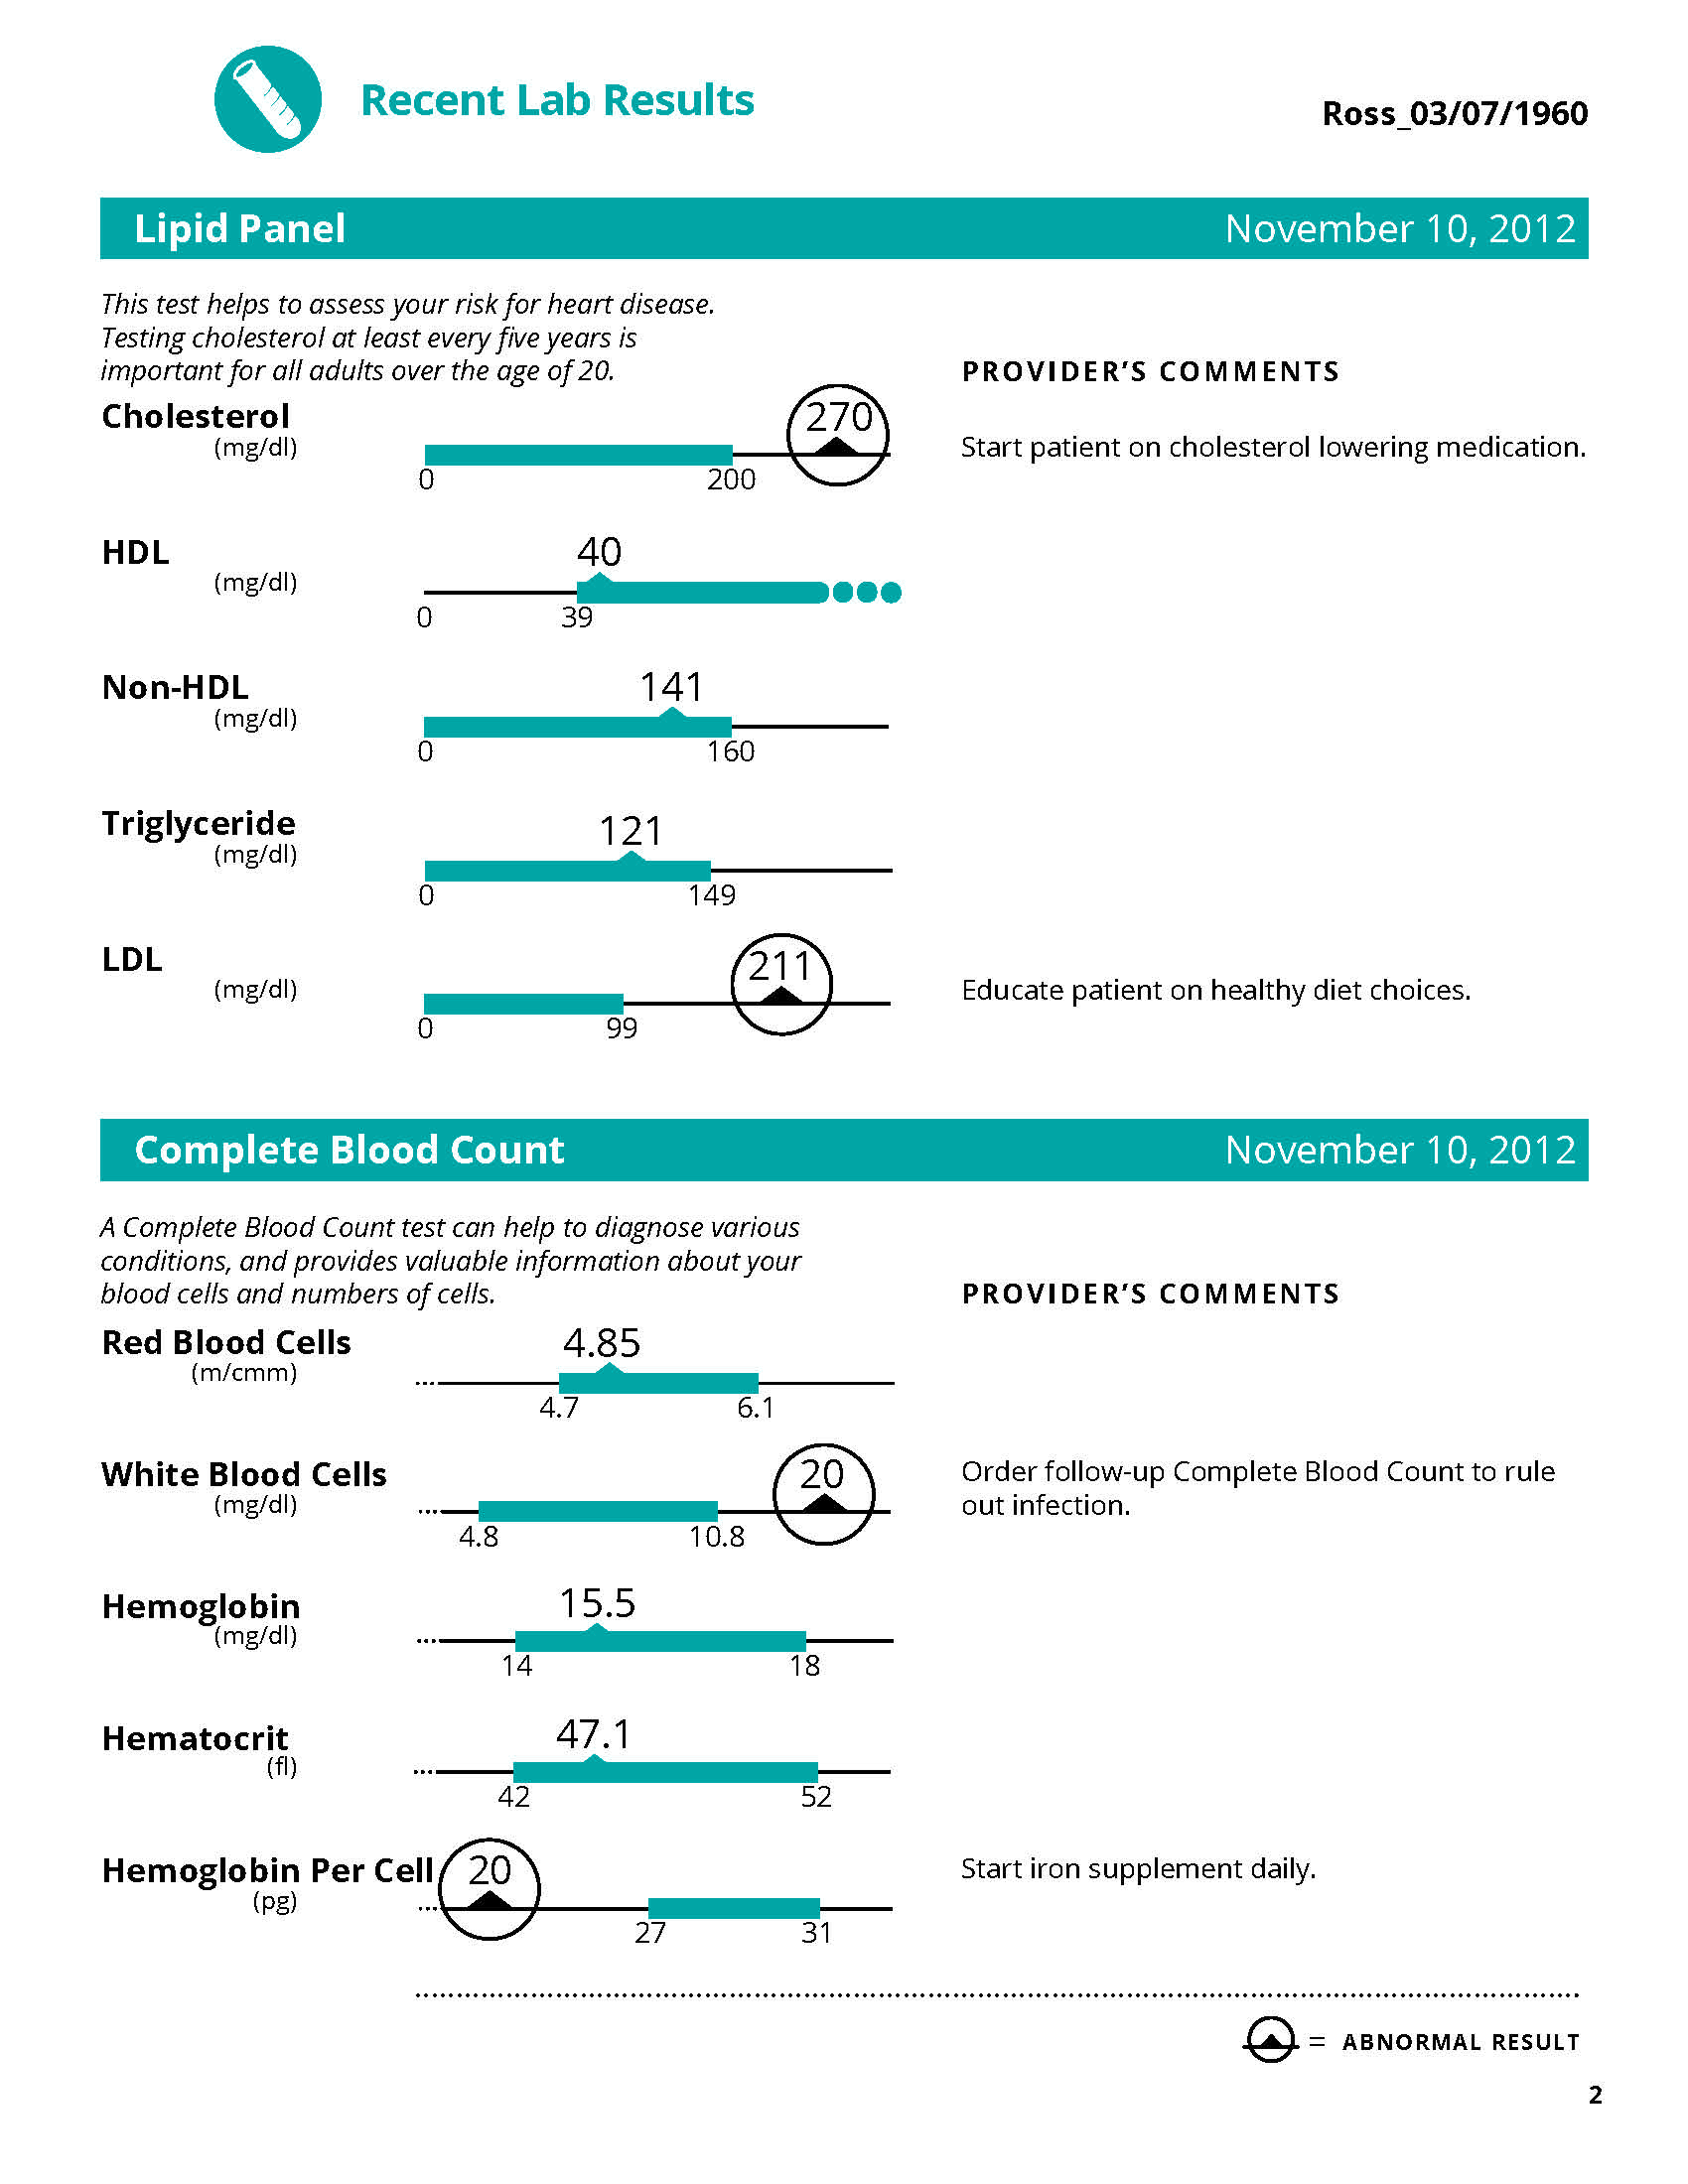 Recent Lab Results
Ross_03/07/1960
Lipid Panel
November 10, 2012
This test helps to assess your risk for heart disease.
Testing cholesterol at least every five years is
important for all adults over the age of 20.
PROVIDER’S COMMENTS
Cholesterol
(mg/dl)
270
0
200
Start patient on cholesterol lowering medication.
HDL
(mg/dl)
40
0
39
Non-HDL
(mg/dl)
141
0
160
Triglyceride
(mg/dl)
121
0
149
LDL
(mg/dl)
211
0
99
Educate patient on healthy diet choices.
Complete Blood Count
November 10, 2012
A Complete Blood Count test can help to diagnose various
conditions, and provides valuable information about your
blood cells and numbers of cells.
PROVIDER’S COMMENTS
Red Blood Cells
(m/cmm)
4.85
4.7
6.1
White Blood Cells
(mg/dl)
20
4.8
10.8
Order follow-up Complete Blood Count to rule
out infection.
Hemoglobin
(mg/dl)
15.5
14
18
Hematocrit
(fl)
47.1
42
52
Hemoglobin Per Cell
(pg)
20
27
31
Start iron supplement daily.
= ABNORMAL RESULT
2